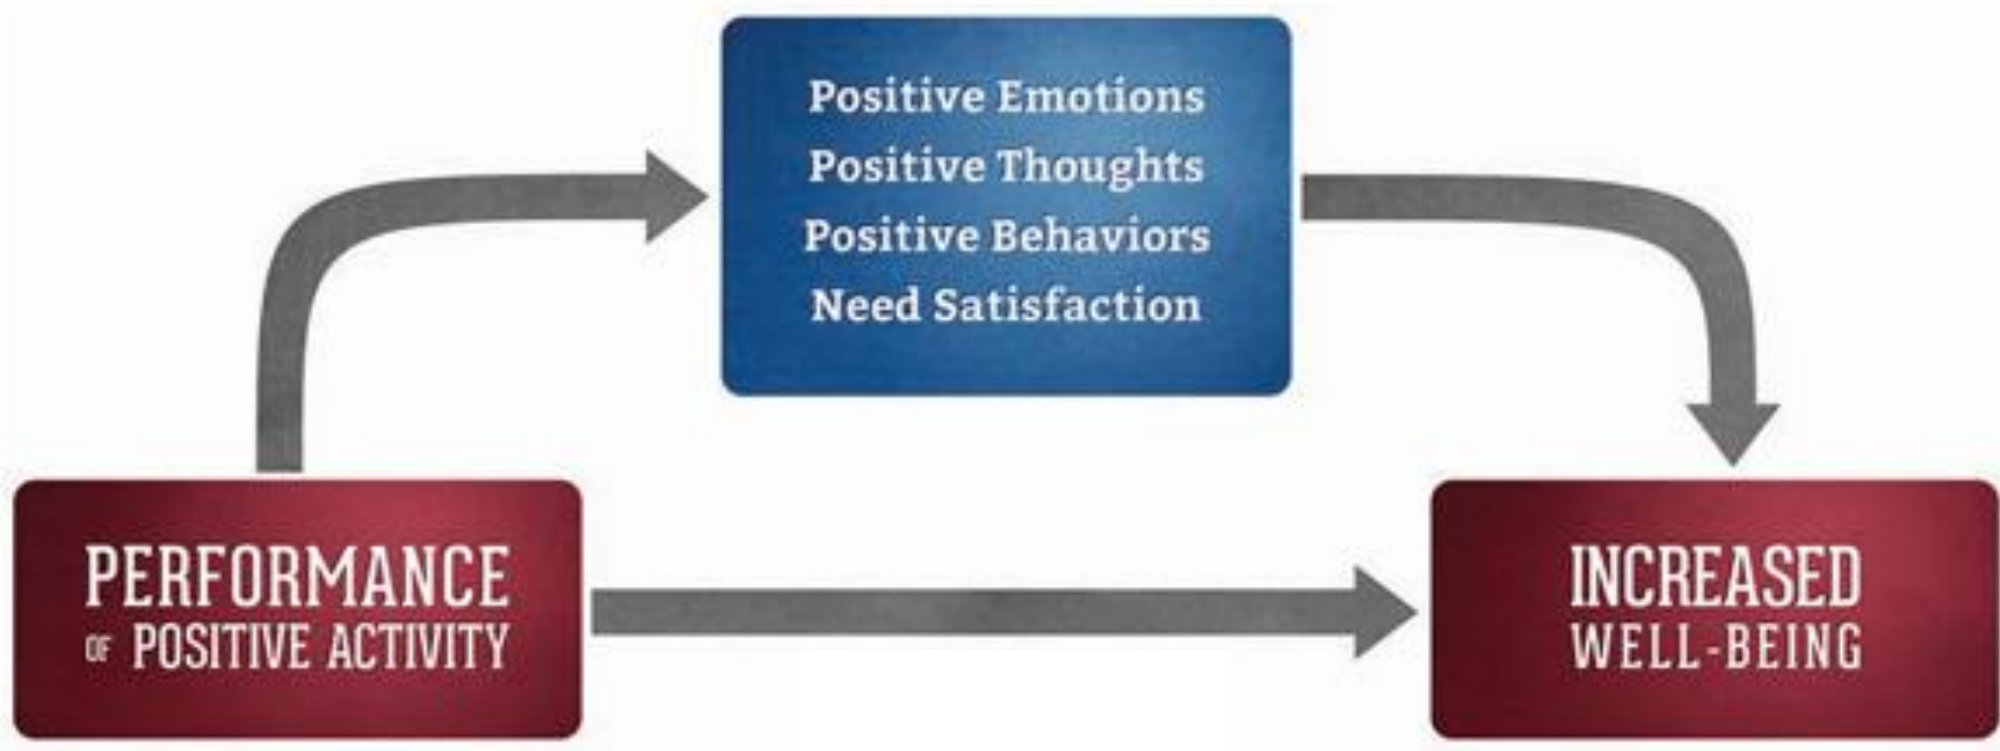 Positive Emotions
Positive Thoughts
Positive Behaviors
Need Satisfaction
PERFORMANCE
OF POSITIVE ACTIVITY
INCREASED
WELL-BEING